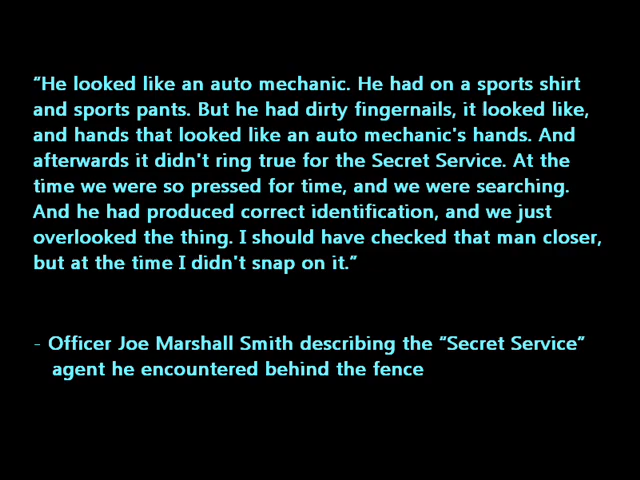 “He looked like an auto mechanic. He had on a sports shirt
and sports pants. But he had dirty fingernails, it looked like,
and hands that looked like an auto mechanic's hands. And
afterwards it didn't ring true for the Secret Service. At the
time we were so pressed for time, and we were searching.
And he had produced correct identification, and we just
overlooked the thing. I should have checked that man closer,
but at the time I didn't snap on it.”
- Officer Joe Marshall Smith describing the “Secret Service”
agent he encountered behind the fence